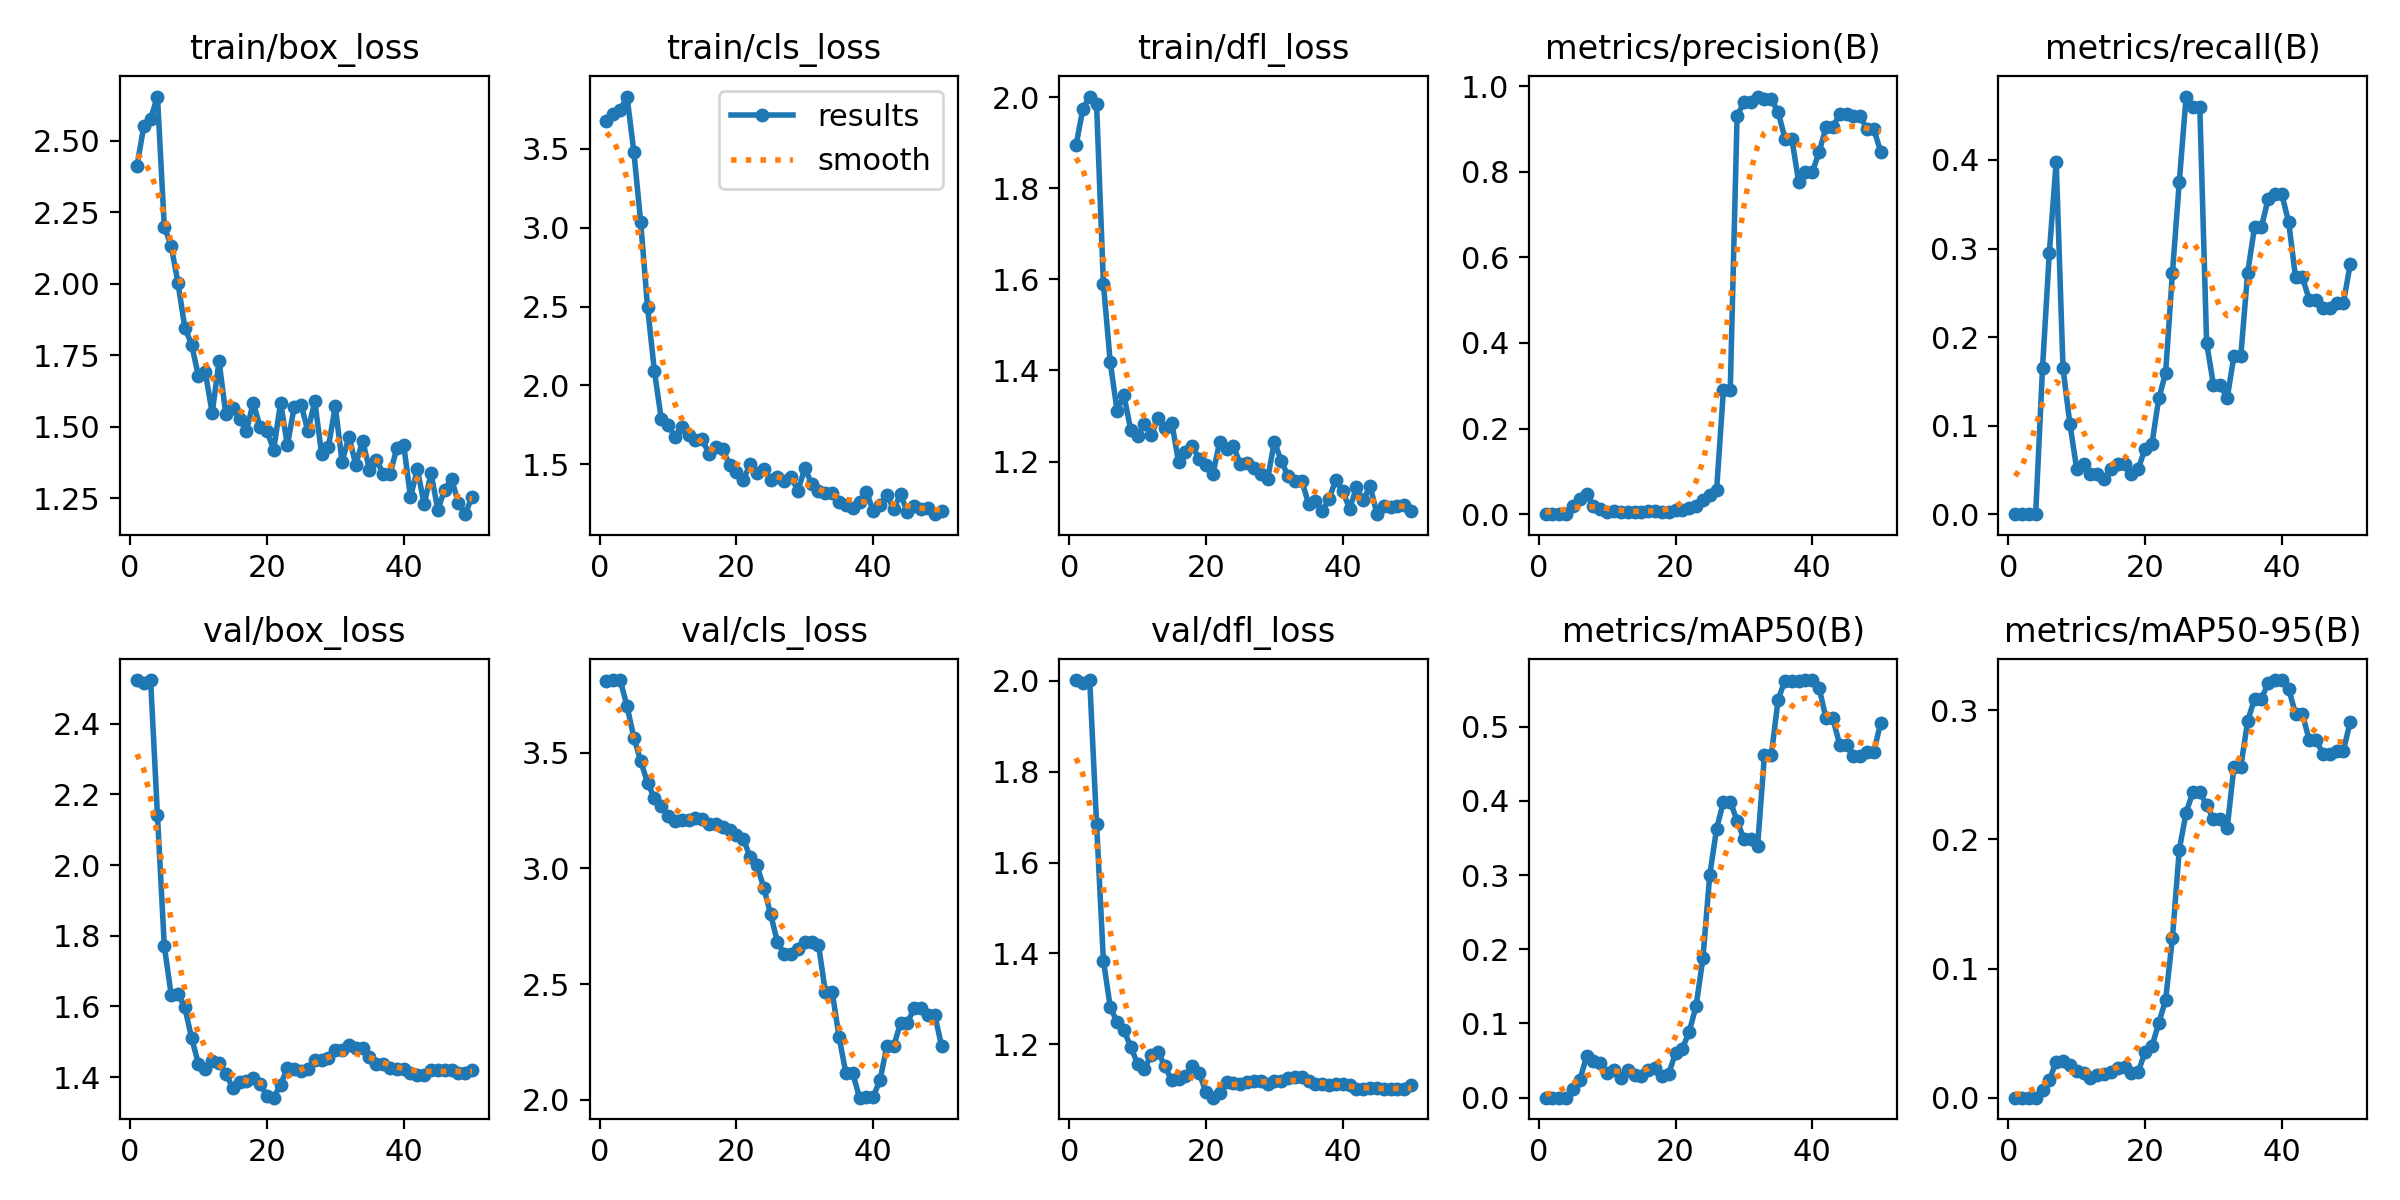 train/box_loss
train/cls_loss
train/dfl_loss
metrics/precision(B)
metrics/recall(B)
results
smooth
2.50
2.25
2.00
1.75
1.50
1.25
0 20 40
3.5
3.0
2.5
2.0
1.5
0 20 40
2.0
1.8
1.6
1.4
1.2
0 20 40
1.0
0.8
0.6
0.4
0.2
0.0
0 20 40
0.4
0.3
0.2
0.1
0.0
0 20 40
val/box_loss
val/cls_loss
val/dfl_loss
metrics/mAP50(B)
metrics/mAP50-95(B)
2.4
2.2
2.0
1.8
1.6
1.4
0 20 40
3.5
3.0
2.5
2.0
0 20 40
2.0
1.8
1.6
1.4
1.2
0 20 40
0.5
0.4
0.3
0.2
0.1
0.0
0 20 40
0.3
0.2
0.1
0.0
0 20 40